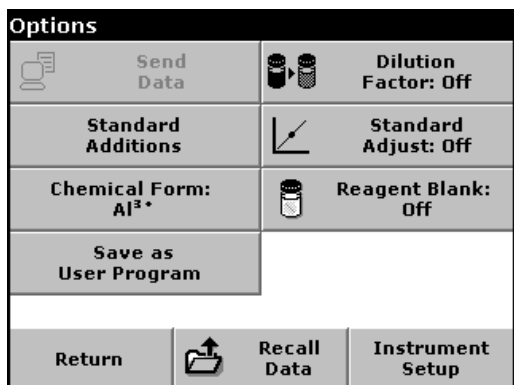 Options
Send
Data
Dilution
Factor: Off
Standard
Additions
Standard
Adjust: Off
Chemical Form:
Al³⁺
Reagent Blank:
Off
Save as
User Program
Return
Recall
Data
Instrument
Setup